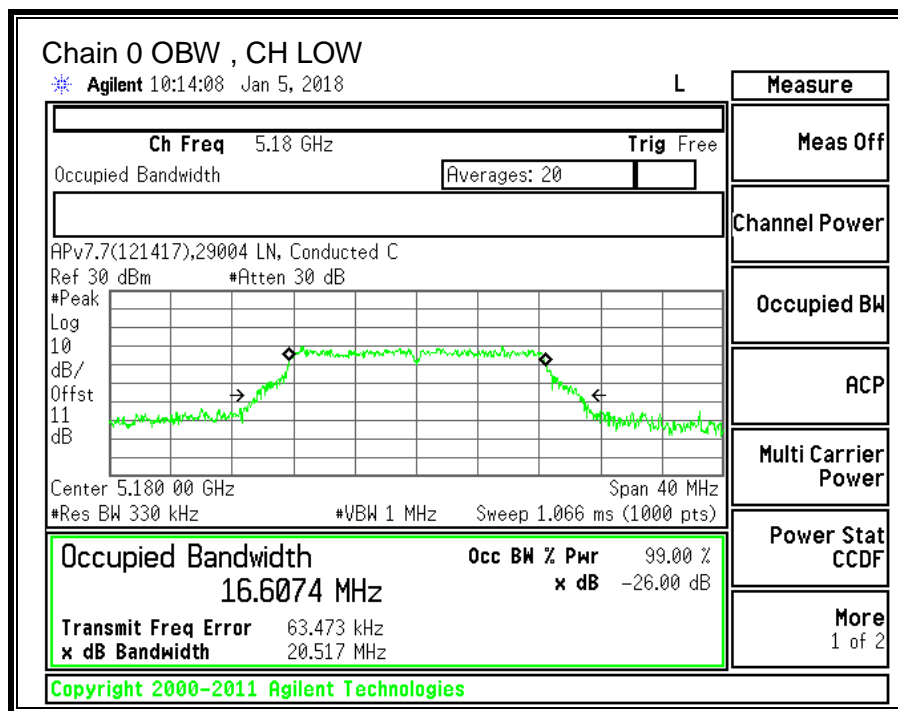 Chain 0 OBW , CH LOW
Agilent 10:14:08 Jan 5, 2018 L
Measure
Ch Freq 5.18 GHz Trig Free
Meas Off
Occupied Bandwidth Averages: 20
Channel Power
APv7.7(121417),29004 LN, Conducted C
Ref 30 dBm #Atten 30 dB
#Peak
Log
10
dB/
Offst
11
dB
Occupied BW
ACP
Multi Carrier
Power
Center 5.180 00 GHz Span 40 MHz
#Res BW 330 kHz #VBW 1 MHz Sweep 1.066 ms (1000 pts)
Power Stat
CCDF
Occupied Bandwidth Occ BW % Pwr 99.00 %
16.6074 MHz x dB -26.00 dB
Transmit Freq Error 63.473 kHz
x dB Bandwidth 20.517 MHz
More
1 of 2
Copyright 2000-2011 Agilent Technologies